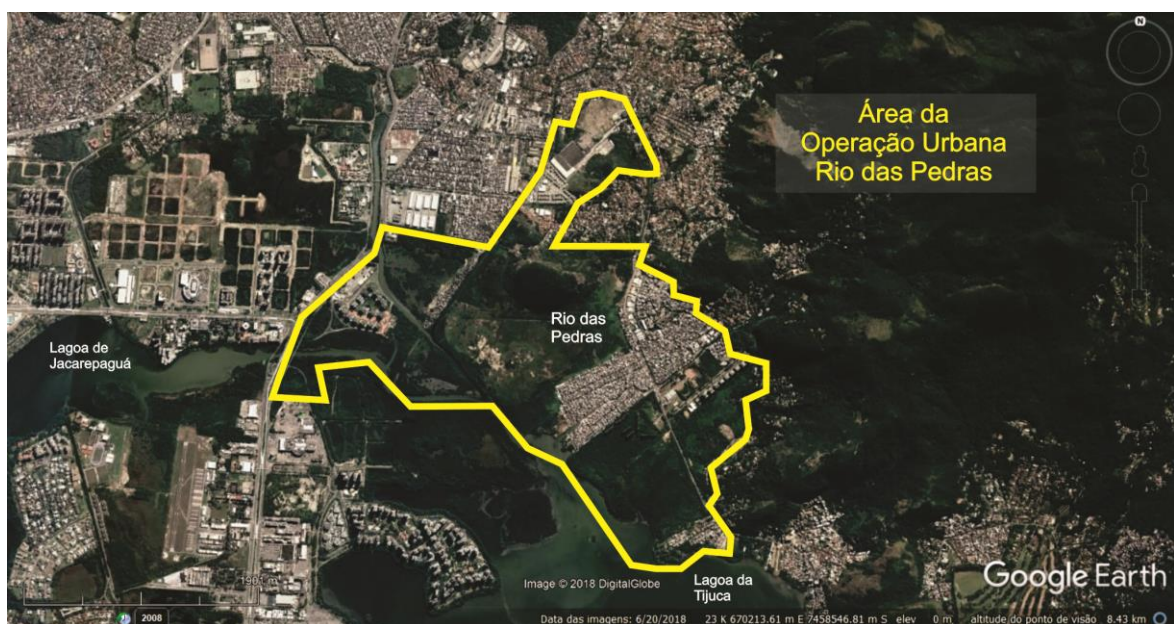 N
Área da
Operação Urbana
Rio das Pedras
Rio das
Pedras
Lagoa de
Jacarepaguá
1901 m
Image © 2018 DigitalGlobe
Lagoa da
Tijuca
Google Earth
2008
Data das imagens: 6/20/2018 23 K 670213.61 m E 7458546.81 m S elev 0 m altitude do ponto de visão 8.43 km